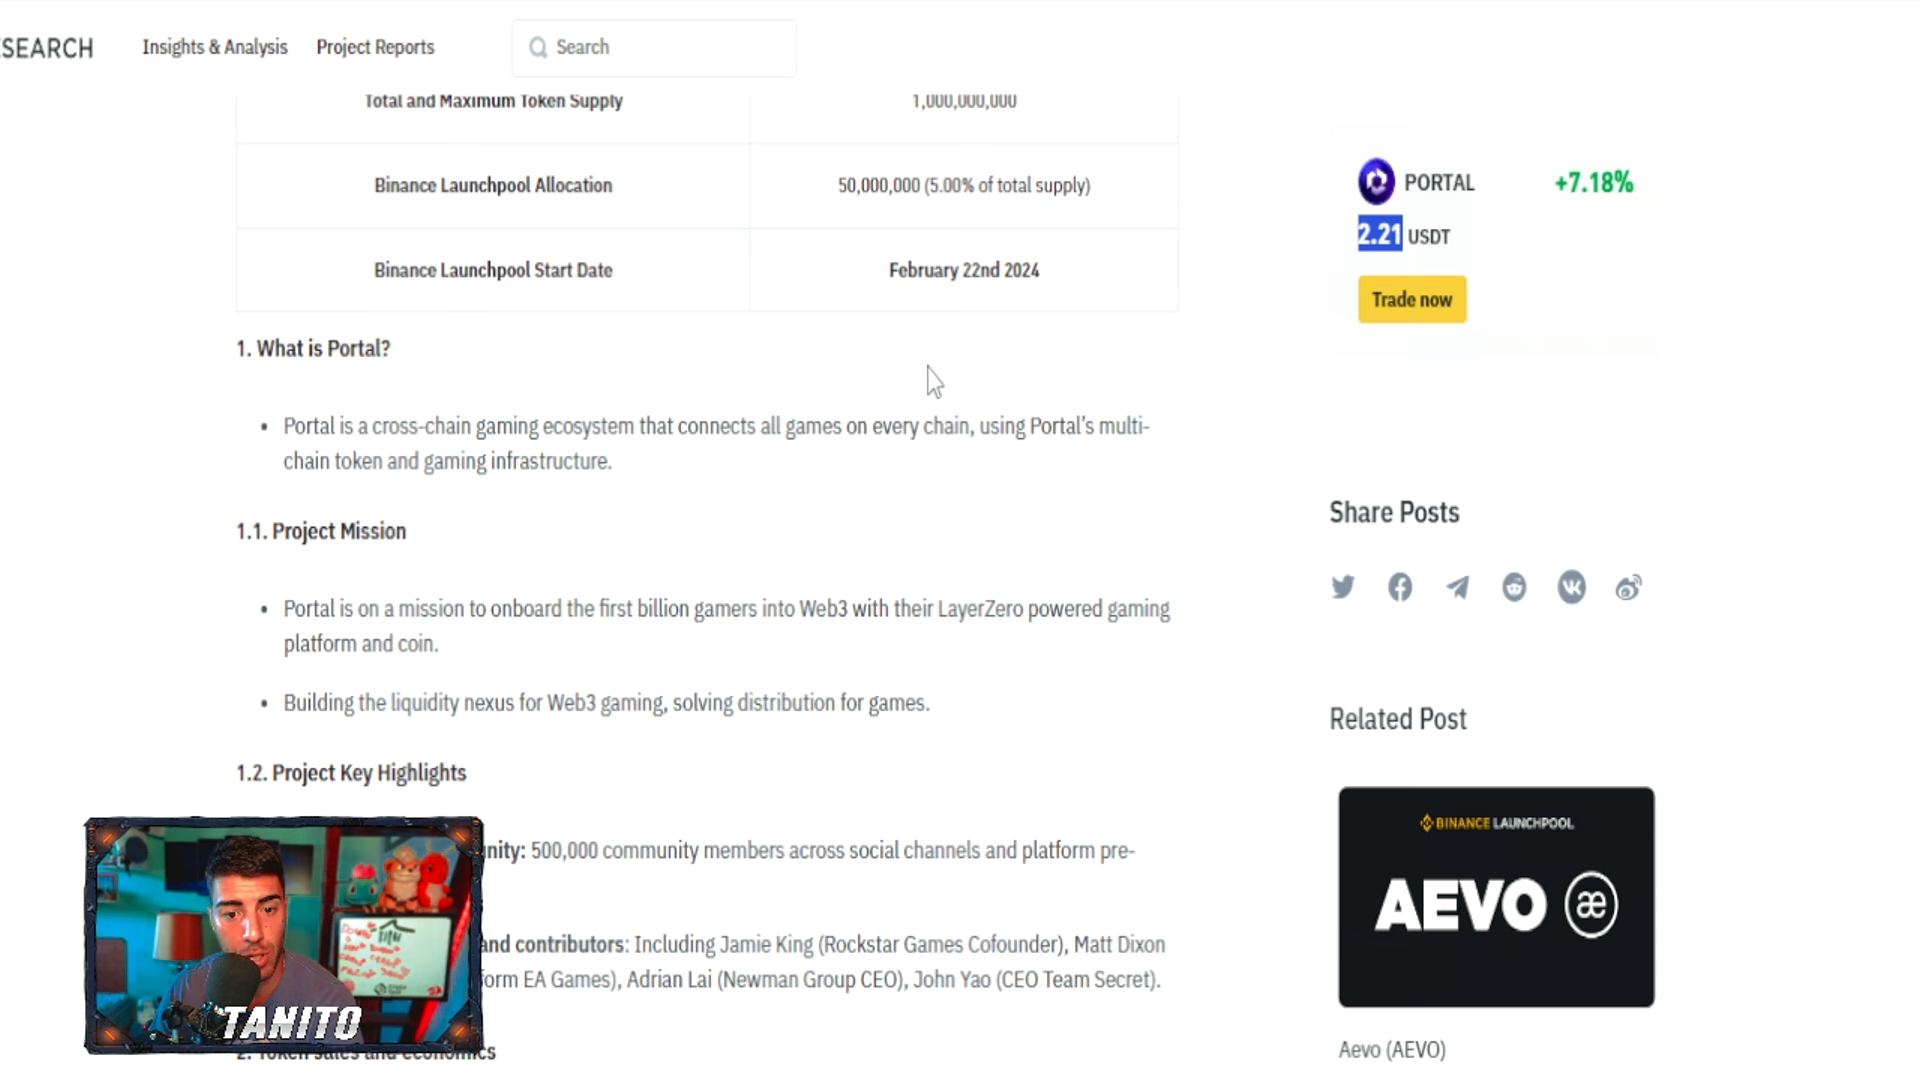 ESEARCH
Insights & Analysis
Project Reports
Search
Total and Maximum Token Supply
1,000,000,000
Binance Launchpool Allocation
50,000,000 (5.00% of total supply)
Binance Launchpool Start Date
February 22nd 2024
PORTAL
+7.18%
2.21 USDT
Trade now
1. What is Portal?
• Portal is a cross-chain gaming ecosystem that connects all games on every chain, using Portal's multi-
chain token and gaming infrastructure.
1.1. Project Mission
• Portal is on a mission to onboard the first billion gamers into Web3 with their LayerZero powered gaming
platform and coin.
• Building the liquidity nexus for Web3 gaming, solving distribution for games.
1.2. Project Key Highlights
nity: 500,000 community members across social channels and platform pre-
and contributors: Including Jamie King (Rockstar Games Cofounder), Matt Dixon
orm EA Games), Adrian Lai (Newman Group CEO), John Yao (CEO Team Secret).
2. Token sales and economics
Share Posts
Related Post
BINANCE LAUNCHPOOL
AEVO æ
Aevo (AEVO)
TANITO